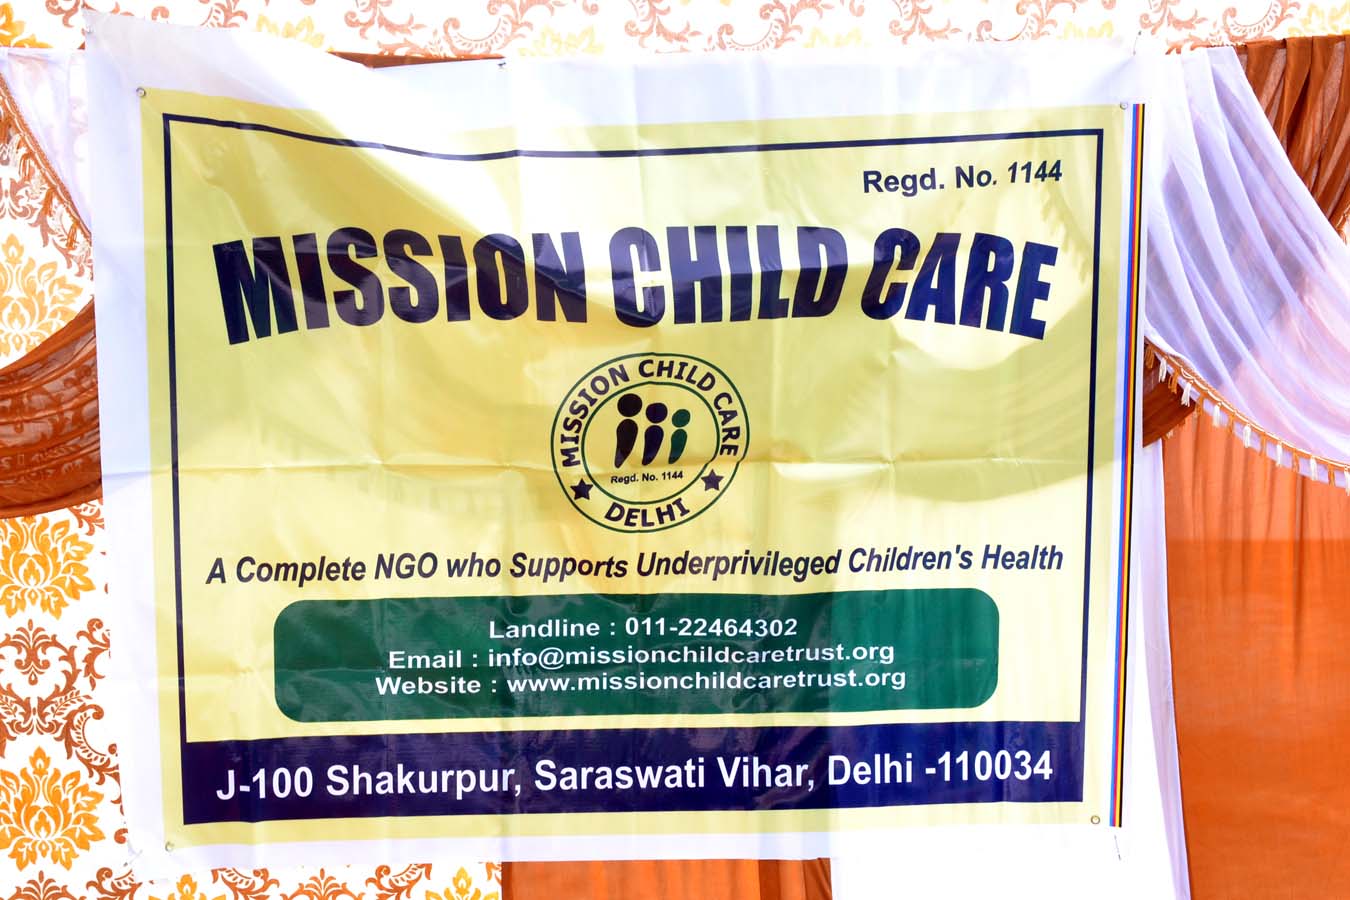 Regd. No. 1144
MISSION CHILD CARE
MISSION CHILD CARE
Regd. No. 1144
DELHI
A Complete NGO who Supports Underprivileged Children's Health
Landline : 011-22464302
Email : info@missionchildcaretrust.org
Website : www.missionchildcaretrust.org
J-100 Shakurpur, Saraswati Vihar, Delhi -110034